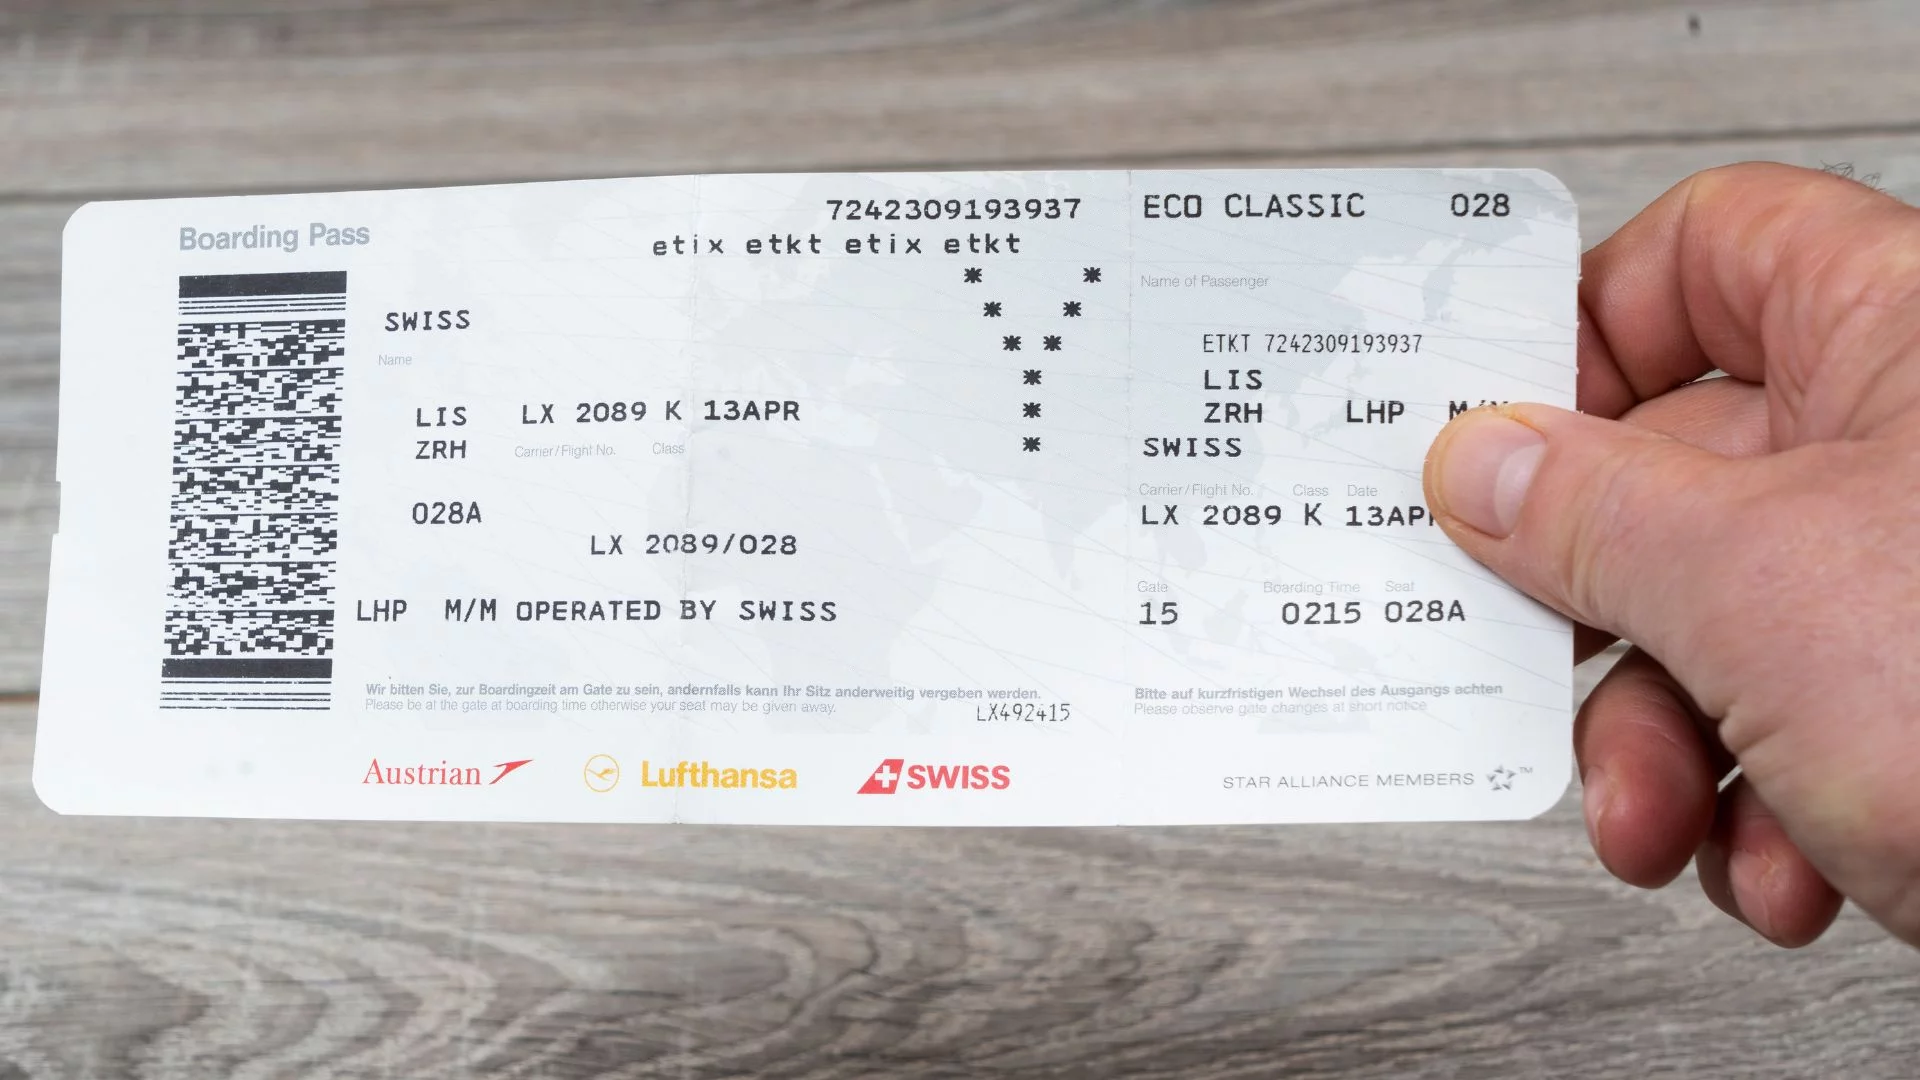 Boarding Pass
7242309193937
etix etkt etix etkt
SWISS
Name
LIS LX 2089 K 13APR
ZRH Carrier/Flight No. Class
028A
LX 2089/028
LHP M/M OPERATED BY SWISS
Wir bitten Sie, zur Boardingzeit am Gate zu sein, andernfalls kann Ihr Sitz anderweitig vergeben werden.
Please be at the gate at boarding time otherwise your seat may be given away.
LX492415
Austrian Lufthansa SWISS
ECO CLASSIC 028
Name of Passenger
ETKT 7242309193937
LIS
ZRH LHP
SWISS
Carrier/Flight No. Class Date
LX 2089 K 13AP
Gate Boarding Time Seat
15 0215 028A
Bitte auf kurzfristigen Wechsel des Ausgangs achten
Please observe gate changes at short notice
STAR ALLIANCE MEMBERS TM